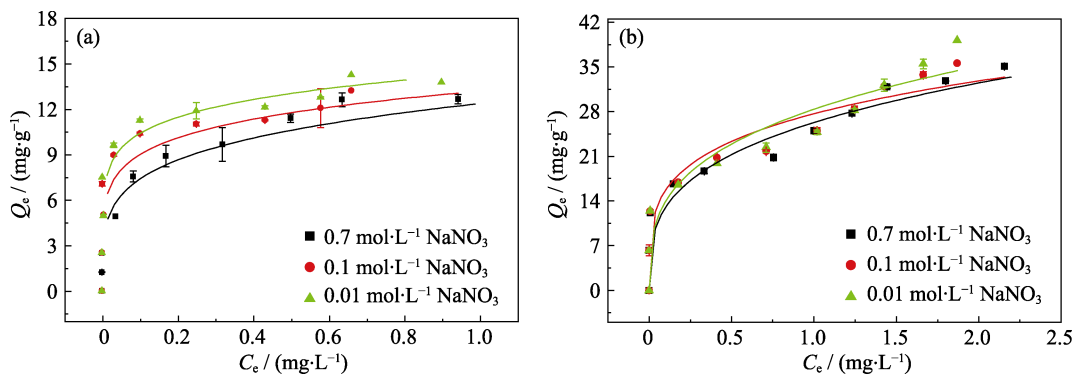 (a)
18
15
12
9
6
3
0
Qe / (mg·g⁻¹)
0.7 mol·L⁻¹ NaNO₃
0.1 mol·L⁻¹ NaNO₃
0.01 mol·L⁻¹ NaNO₃
0 0.2 0.4 0.6 0.8 1.0
Cₑ / (mg·L⁻¹)
(b)
42
35
28
21
14
7
0
Qe / (mg·g⁻¹)
0.7 mol·L⁻¹ NaNO₃
0.1 mol·L⁻¹ NaNO₃
0.01 mol·L⁻¹ NaNO₃
0 0.5 1.0 1.5 2.0 2.5
Cₑ / (mg·L⁻¹)